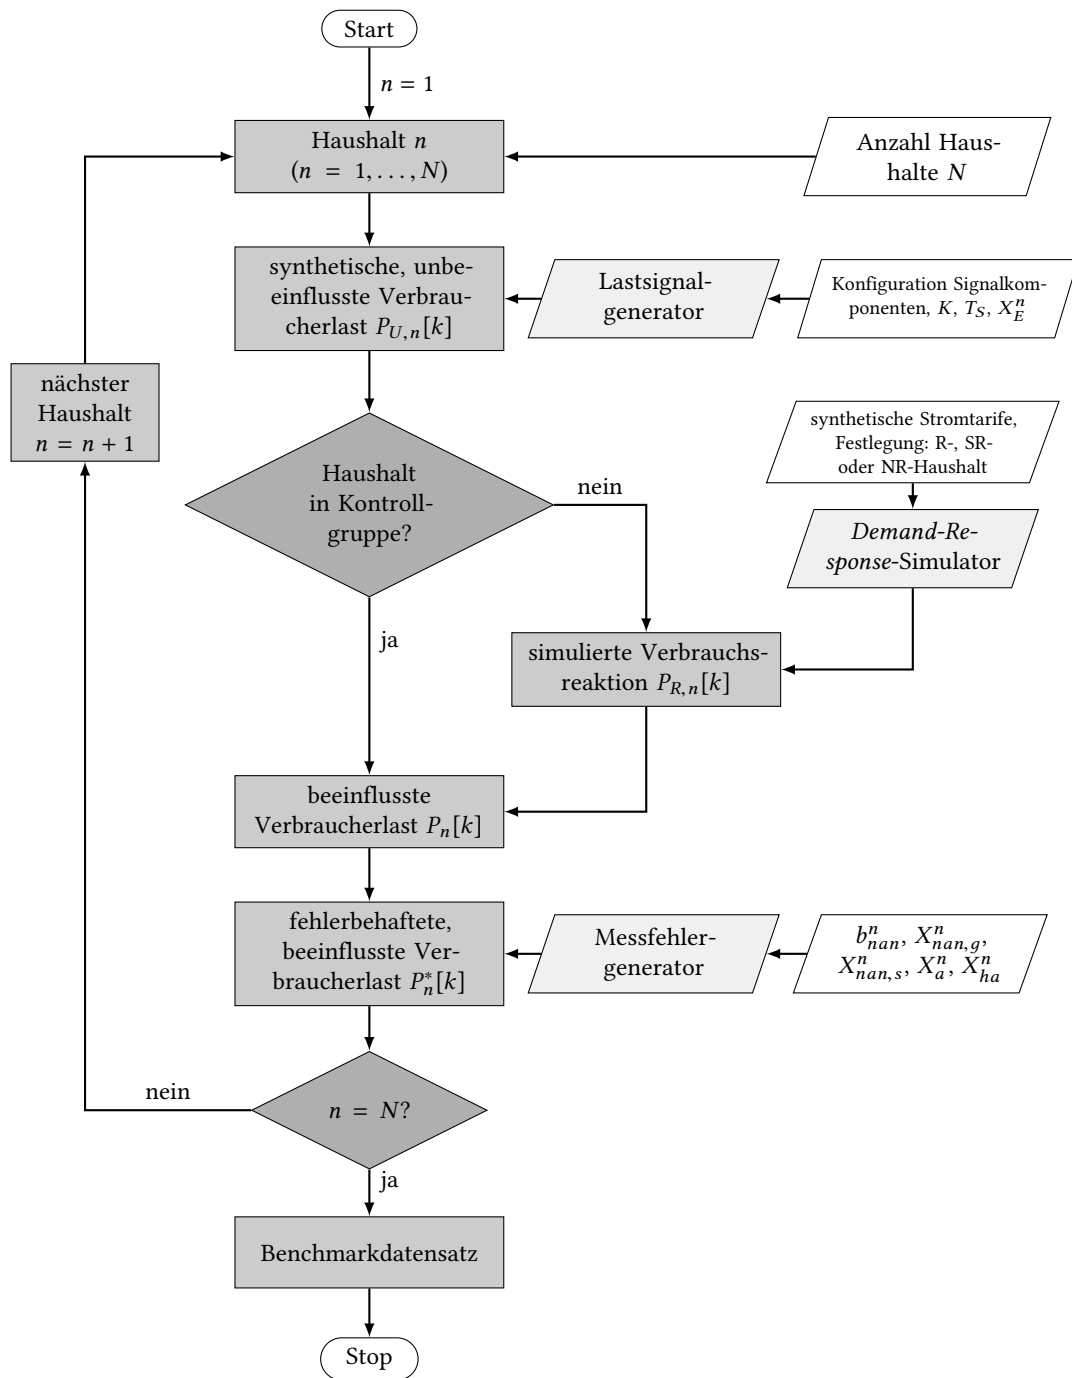 Start
n = 1
Haushalt n
(n = 1, . . . , N)
Anzahl Haus-
halte N
synthetische, unbe-
einflusste Verbrau-
cherlast P_{U,n}[k]
Lastsignal-
generator
Konfiguration Signalkom-
ponenten, K, T_S, X_E^n
nächster
Haushalt
n = n + 1
synthetische Stromtarife,
Festlegung: R-, SR-
oder NR-Haushalt
Haushalt
in Kontroll-
gruppe?
nein
Demand-Re-
sponse-Simulator
ja
simulierte Verbrauchs-
reaktion P_{R,n}[k]
beeinflusste
Verbraucherlast P_n[k]
fehlerbehaftete,
beeinflusste Ver-
braucherlast P_n^*[k]
Messfehler-
generator
b_{nan}^n, X_{nan,g}^n,
X_{nan,s}^n, X_a^n, X_{ha}^n
nein
n = N?
ja
Benchmarkdatensatz
Stop